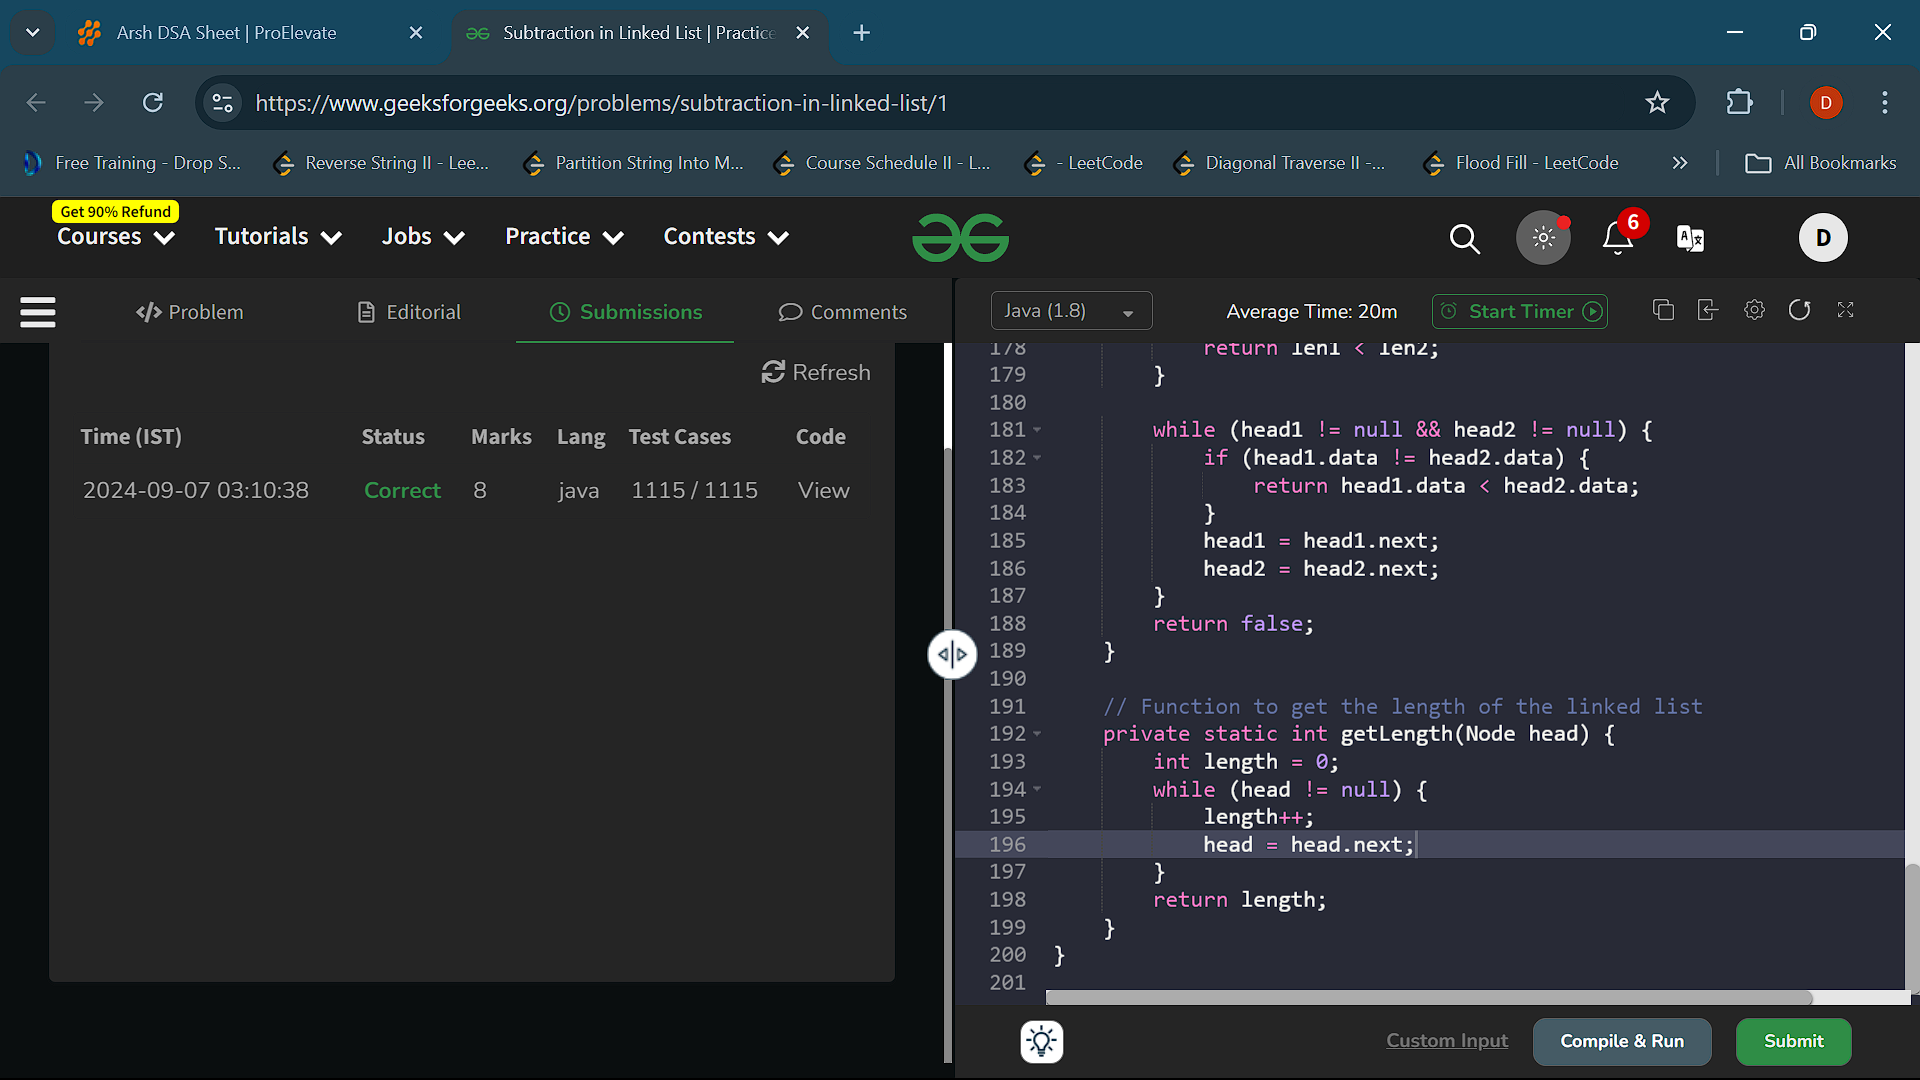 Arsh DSA Sheet | ProElevate
Subtraction in Linked List | Practice
https://www.geeksforgeeks.org/problems/subtraction-in-linked-list/1
D
Free Training - Drop S...
Reverse String II - Lee...
Partition String Into M...
Course Schedule II - L...
- LeetCode
Diagonal Traverse II -...
Flood Fill - LeetCode
All Bookmarks
Get 90% Refund
Courses
Tutorials
Jobs
Practice
Contests
6
D
Problem
Editorial
Submissions
Comments
Java (1.8)
Average Time: 20m
Start Timer
Refresh
Time (IST) Status Marks Lang Test Cases Code
2024-09-07 03:10:38 Correct 8 java 1115 / 1115 View
178 return len1 < len2;
179 }
180
181 while (head1 != null && head2 != null) {
182 if (head1.data != head2.data) {
183 return head1.data < head2.data;
184 }
185 head1 = head1.next;
186 head2 = head2.next;
187 }
188 return false;
189 }
190
191 // Function to get the length of the linked list
192 private static int getLength(Node head) {
193 int length = 0;
194 while (head != null) {
195 length++;
196 head = head.next;
197 }
198 return length;
199 }
200 }
201
Custom Input
Compile & Run
Submit